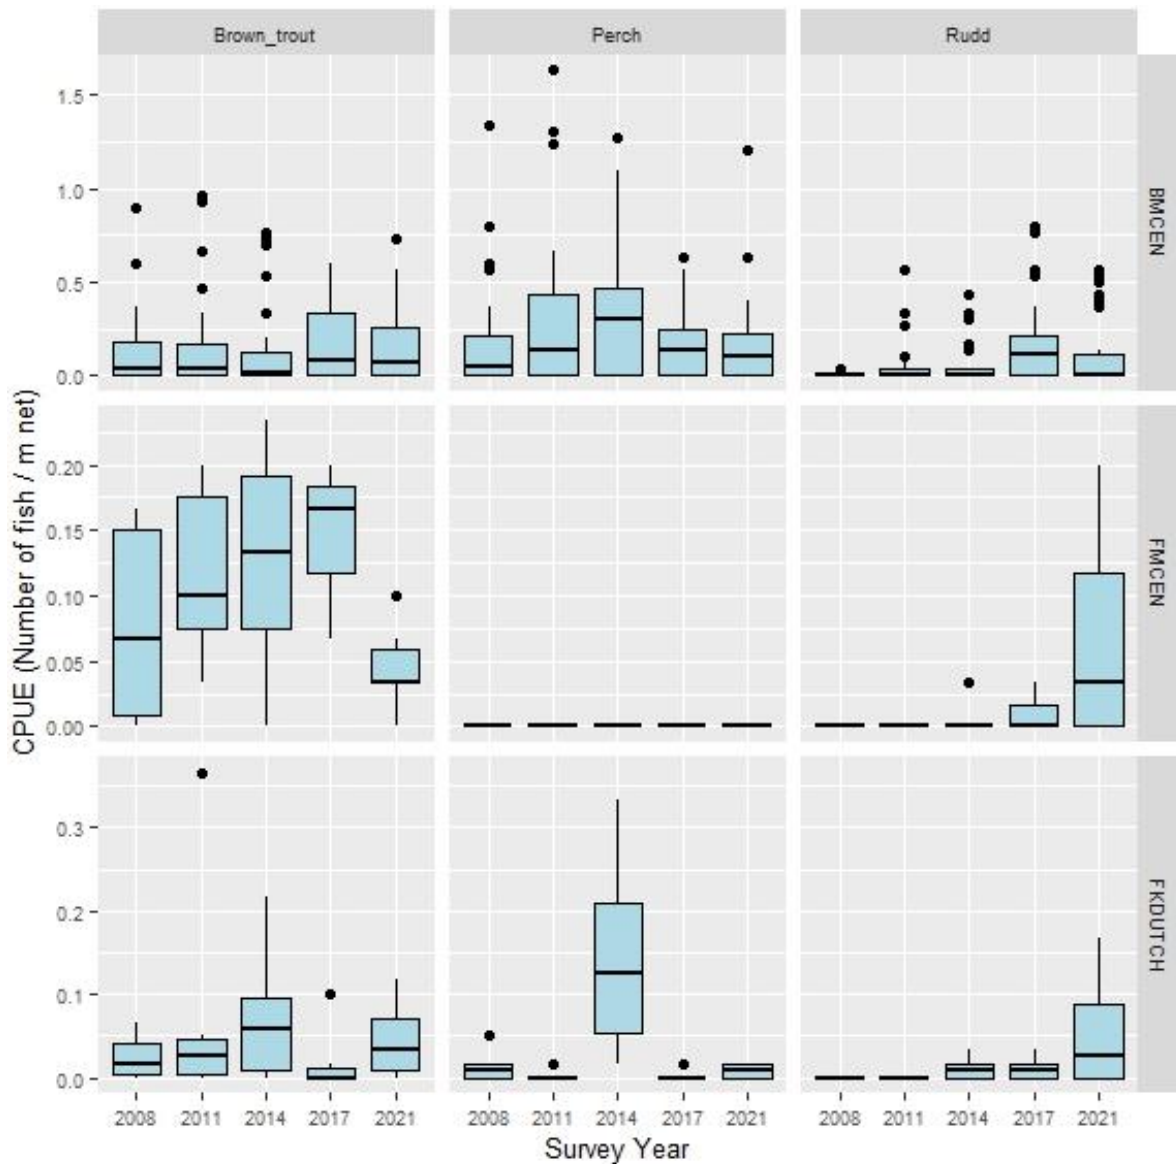 Brown_trout Perch Rudd
1.5
1.0
0.5
0.0
BMCEN
0.20
0.15
0.10
0.05
0.00
FMCEN
CPUE (Number of fish / m net)
0.3
0.2
0.1
0.0
FKDUTCH
2008 2011 2014 2017 2021 2008 2011 2014 2017 2021 2008 2011 2014 2017 2021
Survey Year